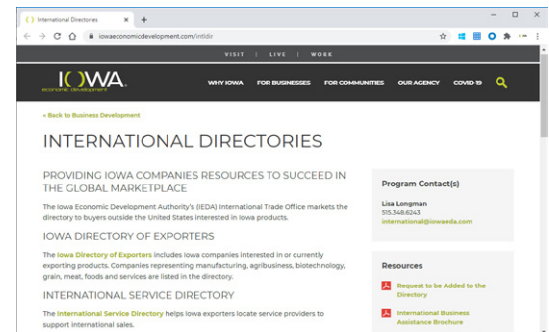 International Directories
iowaeconomicdevelopment.com/intldir
VISIT | LIVE | WORK
IOWA
economic development
WHY IOWA FOR BUSINESSES FOR COMMUNITIES OUR AGENCY COVID-19
« Back to Business Development
INTERNATIONAL DIRECTORIES
PROVIDING IOWA COMPANIES RESOURCES TO SUCCEED IN
THE GLOBAL MARKETPLACE
The Iowa Economic Development Authority's (IEDA) International Trade Office markets the
directory to buyers outside the United States interested in Iowa products.
IOWA DIRECTORY OF EXPORTERS
The Iowa Directory of Exporters includes Iowa companies interested in or currently
exporting products. Companies representing manufacturing, agribusiness, biotechnology,
grain, meat, foods and services are listed in the directory.
INTERNATIONAL SERVICE DIRECTORY
The International Service Directory helps Iowa exporters locate service providers to
support international sales.
Program Contact(s)
Lisa Longman
515.348.6243
international@iowaeda.com
Resources
Request to be Added to the
Directory
International Business
Assistance Brochure